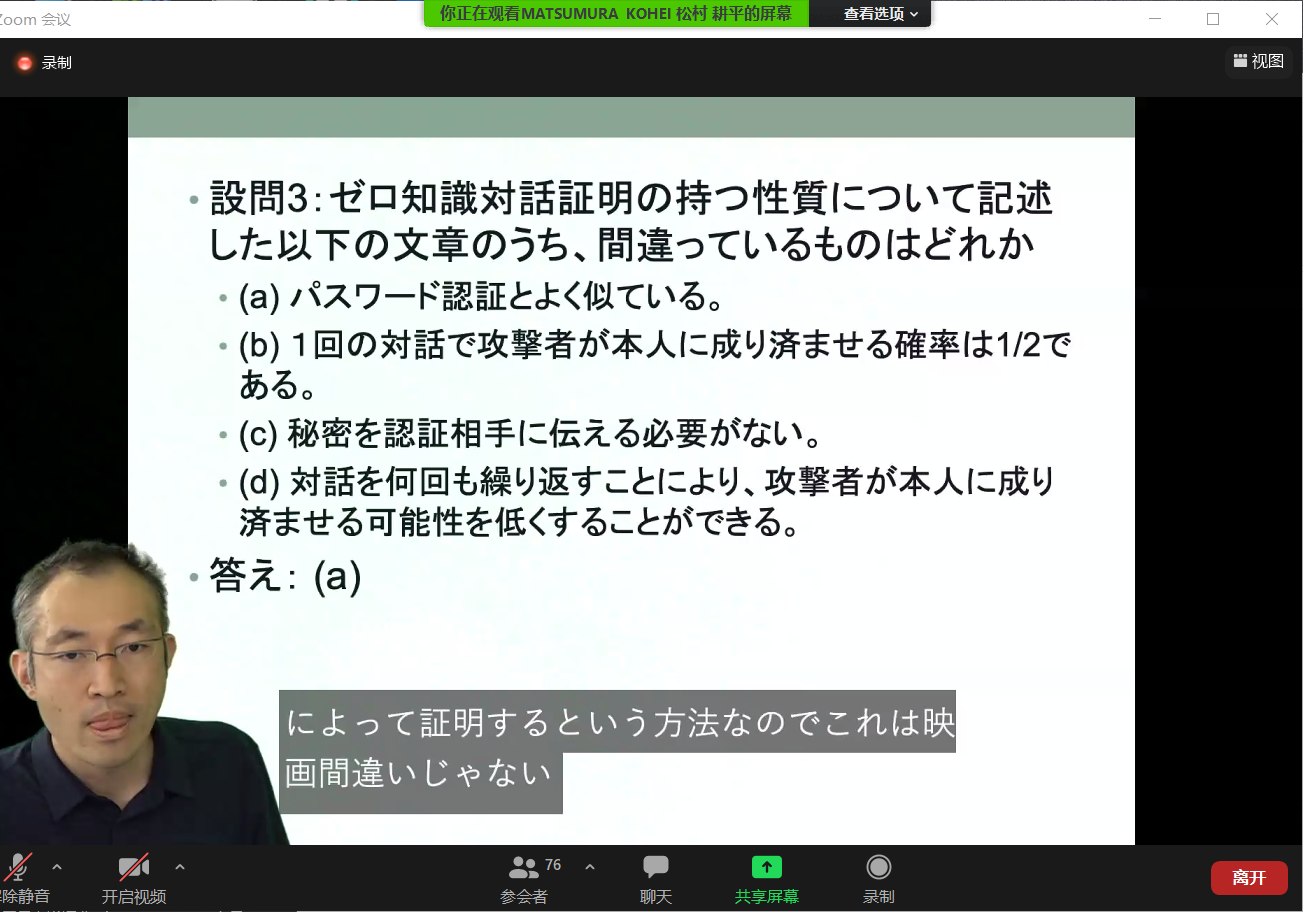 Zoom 会议
你正在观看MATSUMURA KOHEI 松村 耕平的屏幕
查看选项
录制
视图
・設問3：ゼロ知識対話証明の持つ性質について記述
した以下の文章のうち、間違っているものはどれか
・(a) パスワード認証とよく似ている。
・(b) １回の対話で攻撃者が本人に成り済ませる確率は1/2で
ある。
・(c) 秘密を認証相手に伝える必要がない。
・(d) 対話を何回も繰り返すことにより、攻撃者が本人に成り
済ませる可能性を低くすることができる。
・答え： (a)
によって証明するという方法なのでこれは映
画間違いじゃない
解除静音
开启视频
76
参会者
聊天
共享屏幕
录制
离开